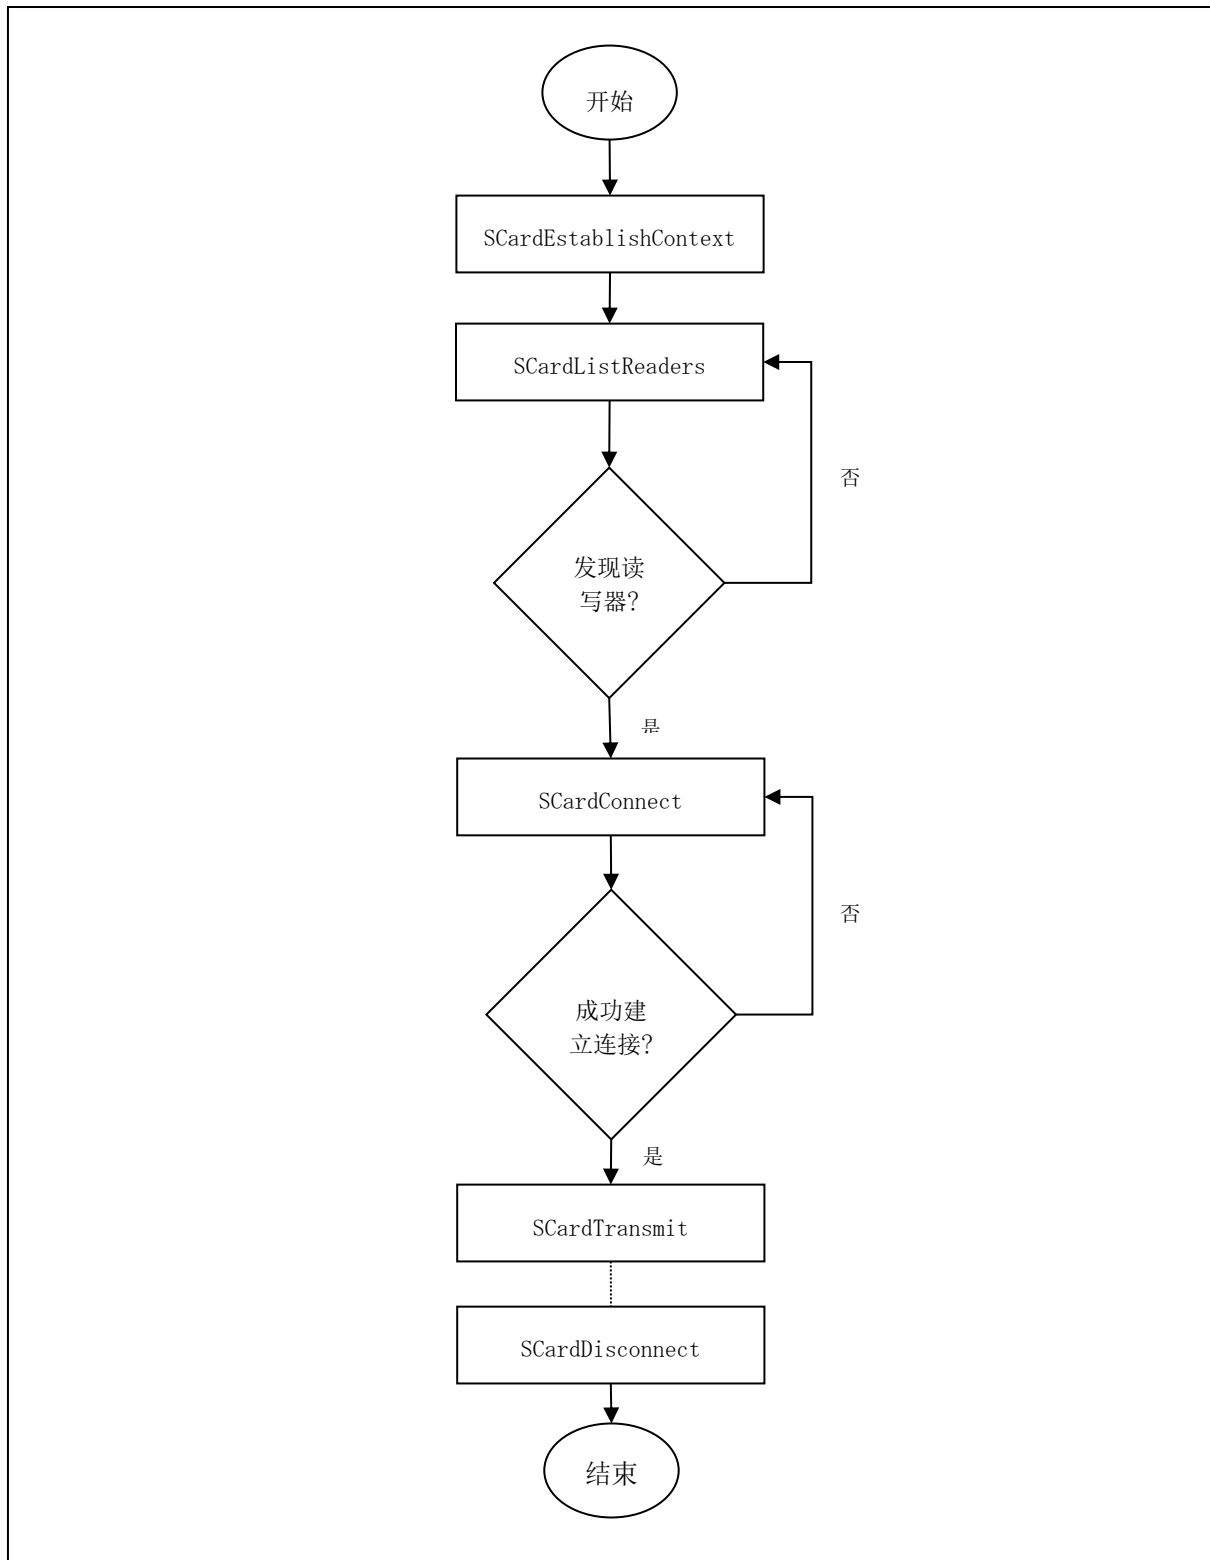 开始
SCardEstablishContext
SCardListReaders
否
发现读
写器?
是
SCardConnect
否
成功建
立连接?
是
SCardTransmit
SCardDisconnect
结束